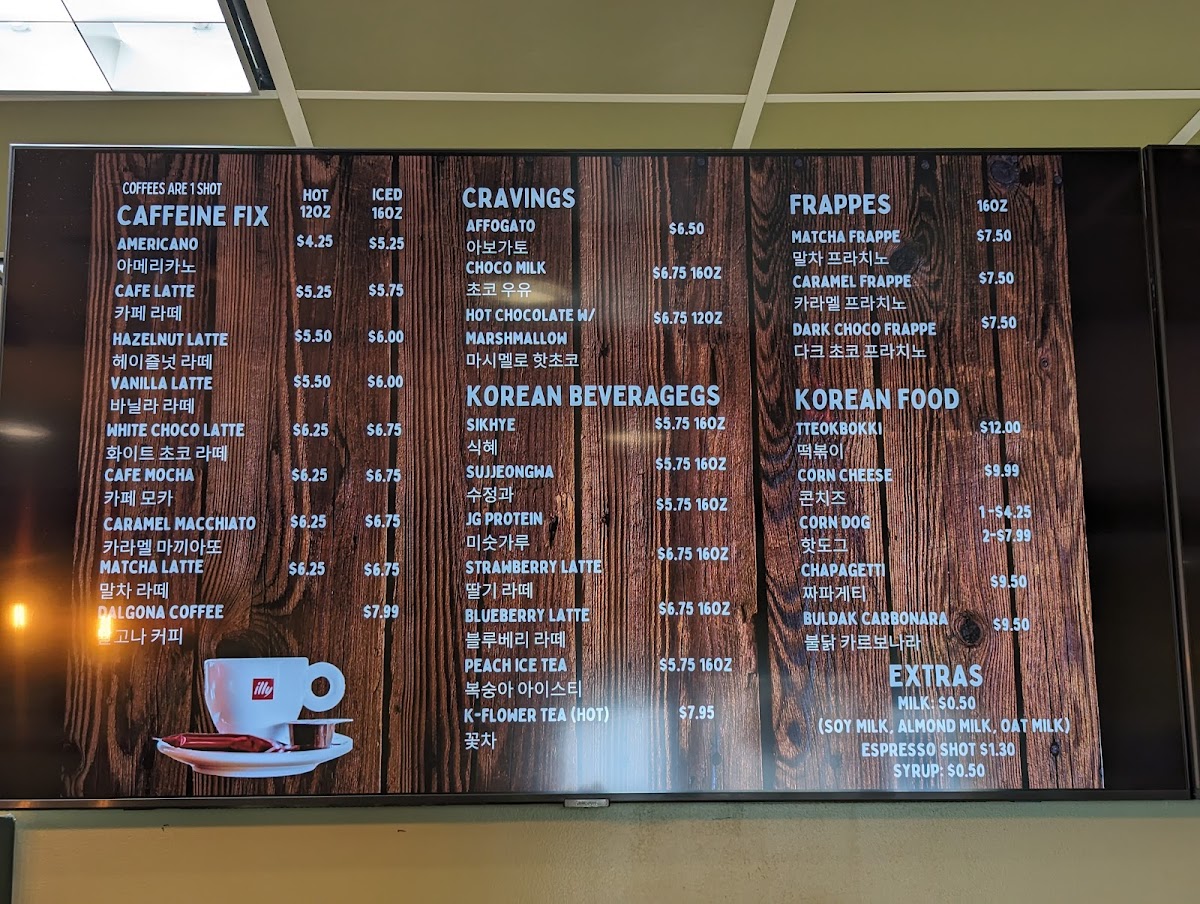 COFFEES ARE 1 SHOT
CAFFEINE FIX HOT 12OZ ICED 16OZ
AMERICANO $4.25 $5.25
아메리카노
CAFE LATTE $5.25 $5.75
카페 라떼
HAZELNUT LATTE $5.50 $6.00
헤이즐넛 라떼
VANILLA LATTE $5.50 $6.00
바닐라 라떼
WHITE CHOCO LATTE $6.25 $6.75
화이트 초코 라떼
CAFE MOCHA $6.25 $6.75
카페 모카
CARAMEL MACCHIATO $6.25 $6.75
카라멜 마끼아또
MATCHA LATTE $6.25 $6.75
말차 라떼
DALGONA COFFEE $7.99
달고나 커피
illy
CRAVINGS
AFFOGATO $6.50
아보가토
CHOCO MILK $6.75 16OZ
초코 우유
HOT CHOCOLATE W/ $6.75 12OZ
MARSHMALLOW
마시멜로 핫초코
KOREAN BEVERAGEGS
SIKHYE $5.75 16OZ
식혜
SUJJEONGWA $5.75 16OZ
수정과
JG PROTEIN $5.75 16OZ
미숫가루
STRAWBERRY LATTE $6.75 16OZ
딸기 라떼
BLUEBERRY LATTE $6.75 16OZ
블루베리 라떼
PEACH ICE TEA $5.75 16OZ
복숭아 아이스티
K-FLOWER TEA (HOT) $7.95
꽃차
FRAPPES 16OZ
MATCHA FRAPPE $7.50
말차 프라치노
CARAMEL FRAPPE $7.50
카라멜 프라치노
DARK CHOCO FRAPPE $7.50
다크 초코 프라치노
KOREAN FOOD
TTEOKBOKKI $12.00
떡볶이
CORN CHEESE $9.99
콘치즈
CORN DOG 1-$4.25
핫도그 2-$7.99
CHAPAGETTI $9.50
짜파게티
BULDAK CARBONARA $9.50
불닭 카르보나라
EXTRAS
MILK: $0.50
(SOY MILK, ALMOND MILK, OAT MILK)
ESPRESSO SHOT $1.30
SYRUP: $0.50